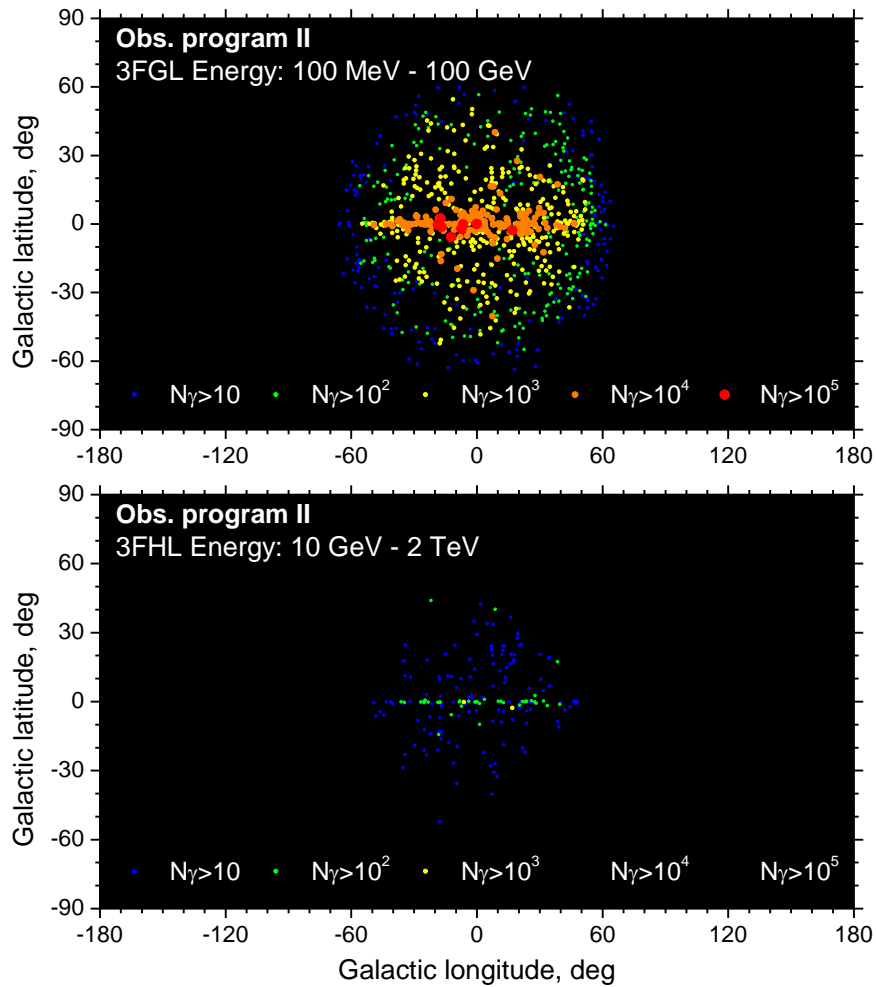 90
Obs. program II
3FGL Energy: 100 MeV - 100 GeV
60
30
0
-30
-60
Nγ>10 Nγ>10² Nγ>10³ Nγ>10⁴ Nγ>10⁵
-90
-180 -120 -60 0 60 120 180
Galactic latitude, deg
90
Obs. program II
3FHL Energy: 10 GeV - 2 TeV
60
30
0
-30
-60
Nγ>10 Nγ>10² Nγ>10³ Nγ>10⁴ Nγ>10⁵
-90
-180 -120 -60 0 60 120 180
Galactic latitude, deg
Galactic longitude, deg